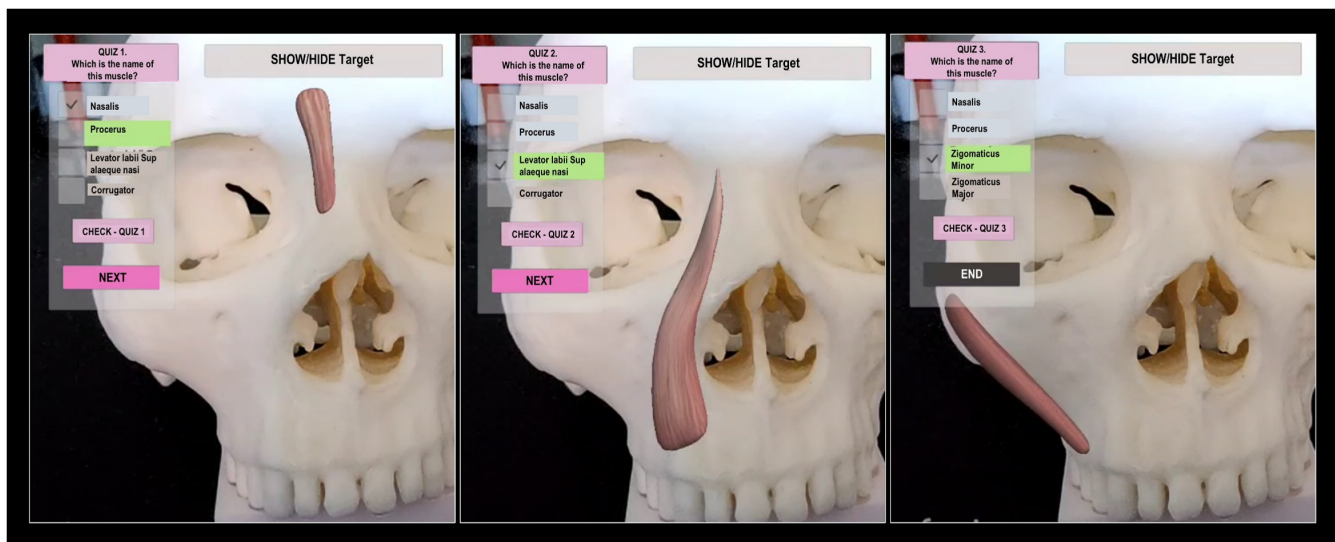 QUIZ 1.
Which is the name of
this muscle?
SHOW/HIDE Target
Nasalis
Procerus
Levator labii Sup
alaeque nasi
Corrugator
CHECK - QUIZ 1
NEXT
QUIZ 2.
Which is the name of
this muscle?
SHOW/HIDE Target
Nasalis
Procerus
Levator labii Sup
alaeque nasi
Corrugator
CHECK - QUIZ 2
NEXT
QUIZ 3.
Which is the name of
this muscle?
SHOW/HIDE Target
Nasalis
Procerus
Zigomaticus
Minor
Zigomaticus
Major
CHECK - QUIZ 3
END